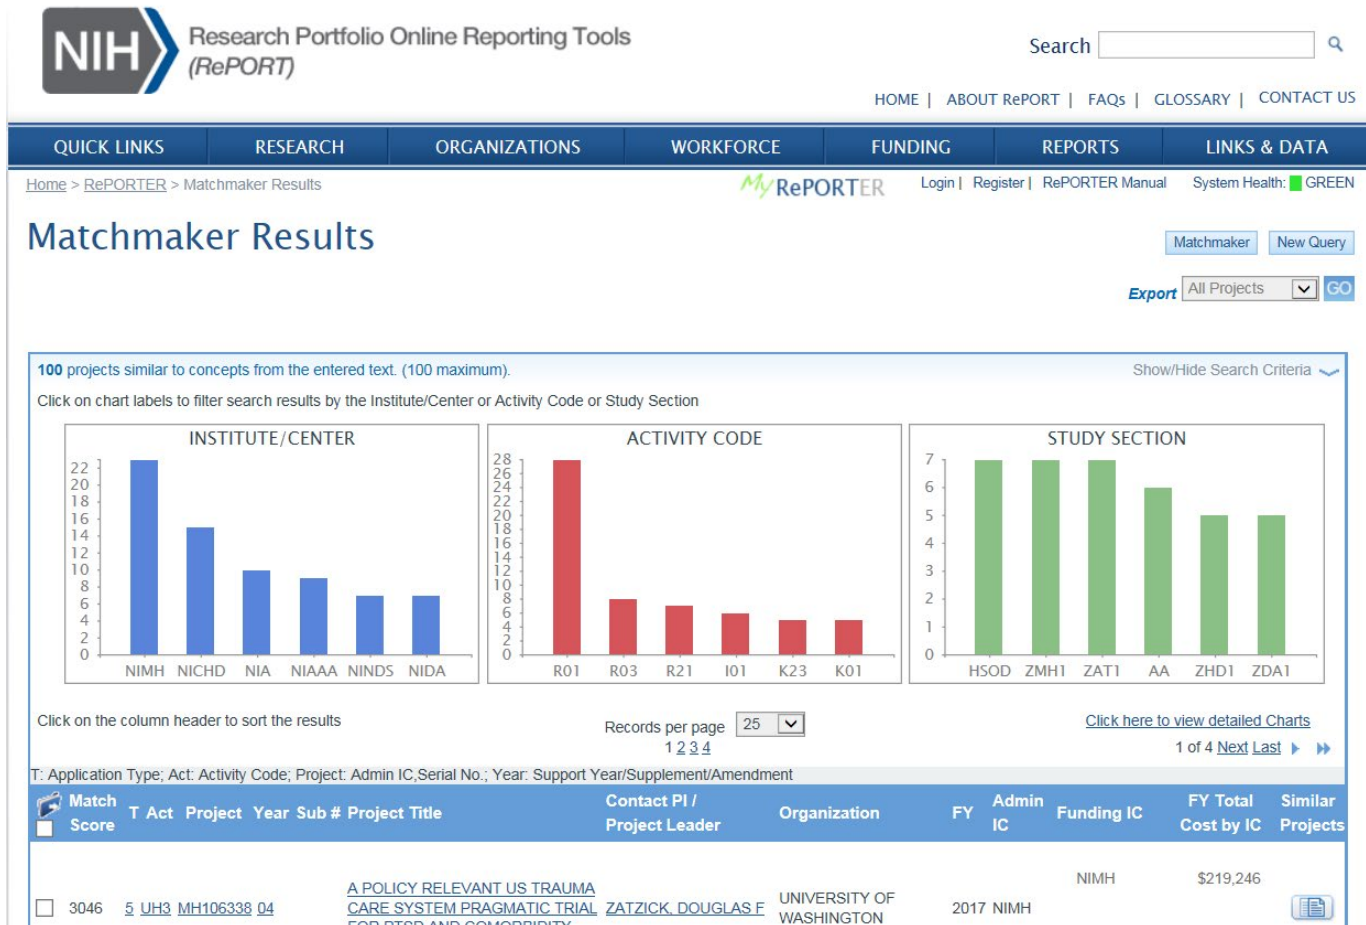 NIH
Research Portfolio Online Reporting Tools
(RePORT)
Search
HOME | ABOUT RePORT | FAQs | GLOSSARY | CONTACT US
QUICK LINKS RESEARCH ORGANIZATIONS WORKFORCE FUNDING REPORTS LINKS & DATA
Home > RePORTER > Matchmaker Results
My RePORTER Login | Register | RePORTER Manual System Health: GREEN
Matchmaker Results
Matchmaker New Query
Export All Projects GO
100 projects similar to concepts from the entered text. (100 maximum).
Show/Hide Search Criteria
Click on chart labels to filter search results by the Institute/Center or Activity Code or Study Section
INSTITUTE/CENTER
22
20
18
16
14
12
10
8
6
4
2
0
NIMH NICHD NIA NIAAA NINDS NIDA
ACTIVITY CODE
28
26
24
22
20
18
16
14
12
10
8
6
4
2
0
R01 R03 R21 I01 K23 K01
STUDY SECTION
7
6
5
4
3
2
1
0
HSOD ZMH1 ZAT1 AA ZHD1 ZDA1
Click on the column header to sort the results
Records per page 25
1 2 3 4
Click here to view detailed Charts
1 of 4 Next Last
T: Application Type; Act: Activity Code; Project: Admin IC,Serial No.; Year: Support Year/Supplement/Amendment
Match Score T Act Project Year Sub # Project Title Contact PI / Project Leader Organization FY Admin IC Funding IC FY Total Cost by IC Similar Projects
NIMH $219,246
A POLICY RELEVANT US TRAUMA
3046 5 UH3 MH106338 04 CARE SYSTEM PRAGMATIC TRIAL ZATZICK, DOUGLAS F UNIVERSITY OF WASHINGTON 2017 NIMH
FOR PTSD AND COMORBIDITY